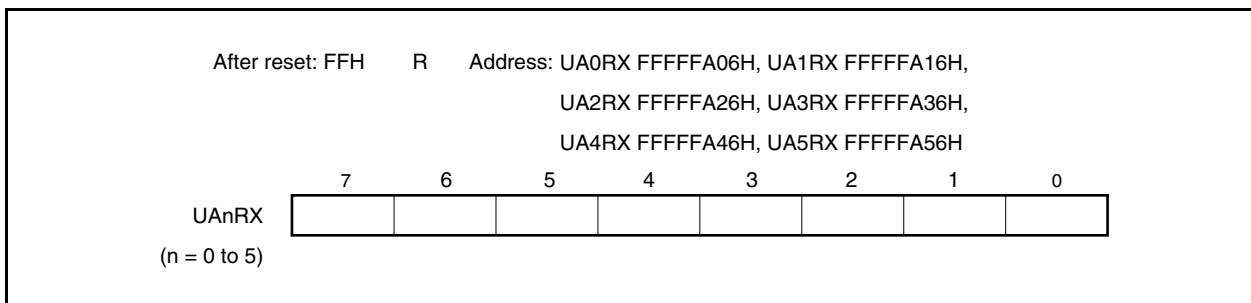 After reset: FFH R Address: UA0RX FFFFFA06H, UA1RX FFFFFA16H,
UA2RX FFFFFA26H, UA3RX FFFFFA36H,
UA4RX FFFFFA46H, UA5RX FFFFFA56H
7 6 5 4 3 2 1 0
UAnRX
(n = 0 to 5)